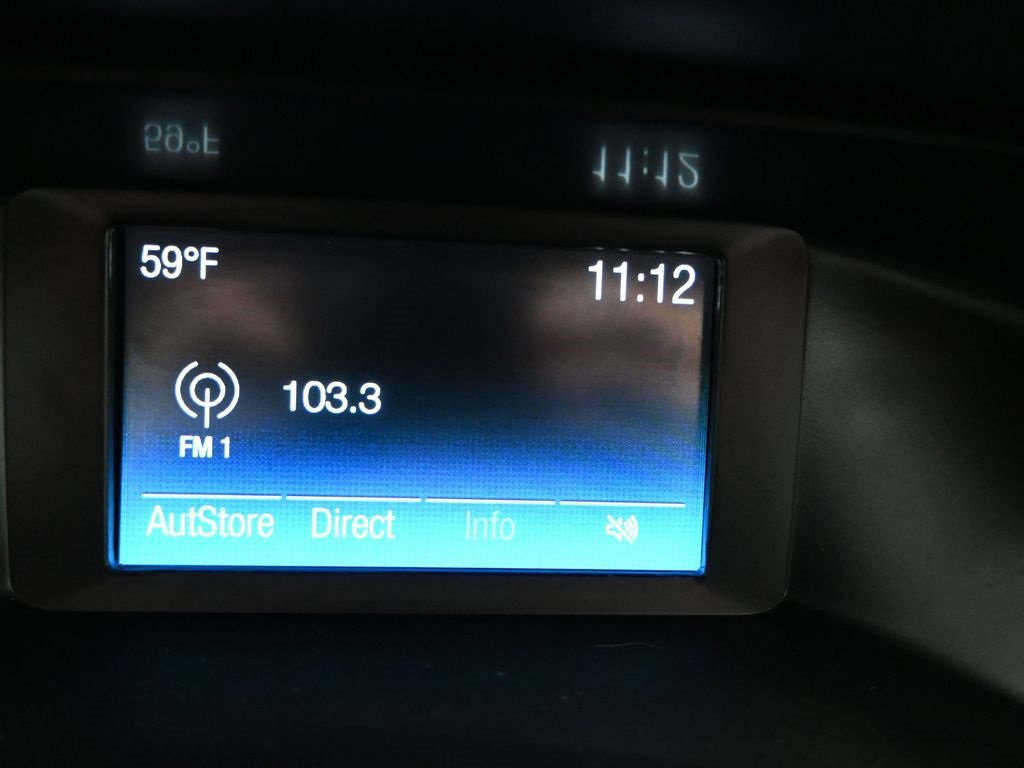 59°F 11:12
103.3
FM 1
AutStore Direct Info